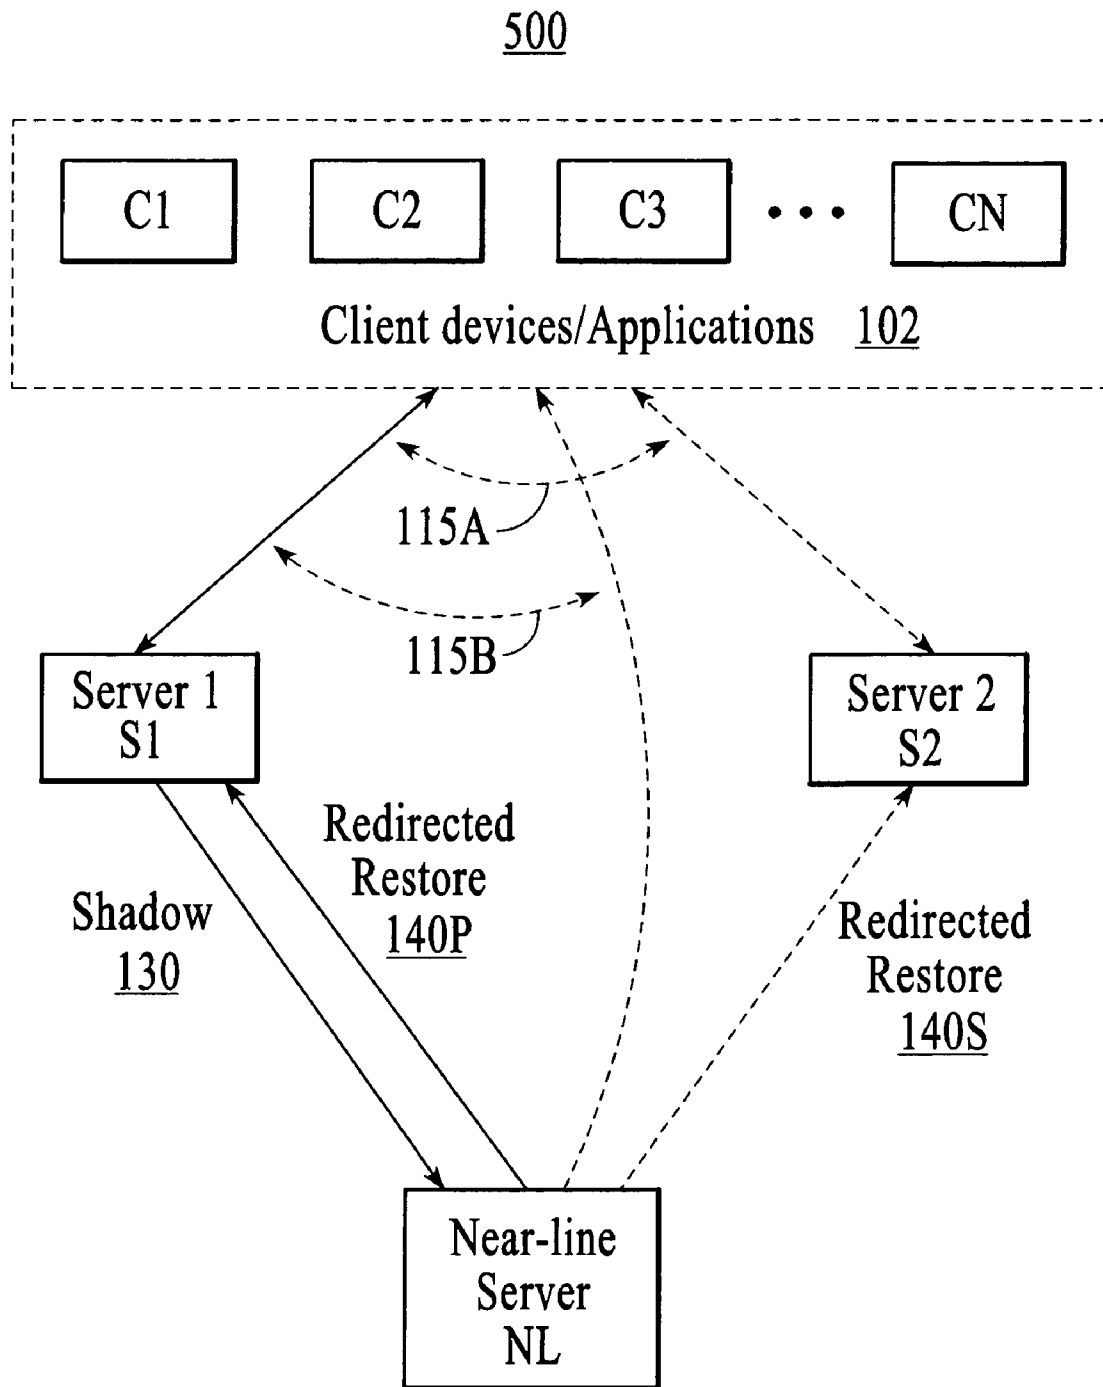 500
C1
C2
C3
• • •
CN
Client devices/Applications 102
115A
115B
Server 1
S1
Server 2
S2
Redirected
Restore
140P
Shadow
130
Redirected
Restore
140S
Near-line
Server
NL